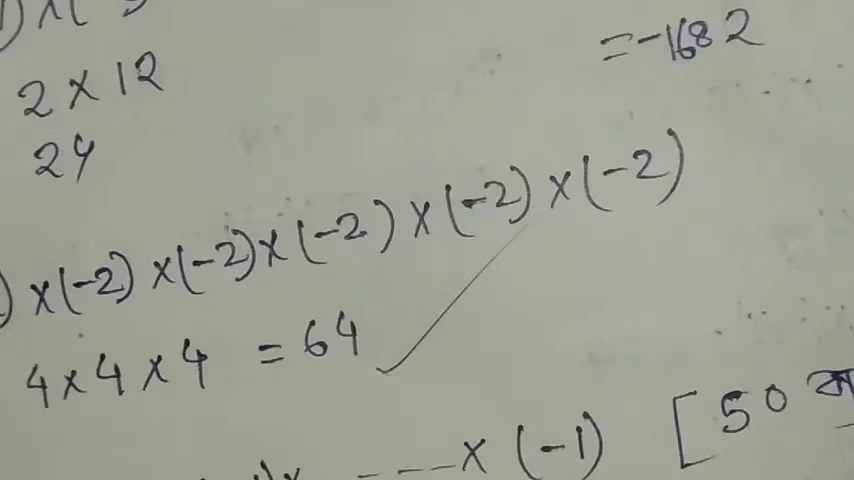 = -1682
2 × 12
24
) × (-2) × (-2) × (-2) × (-2) × (-2)
4 × 4 × 4 = 64
--- × (-1) [50